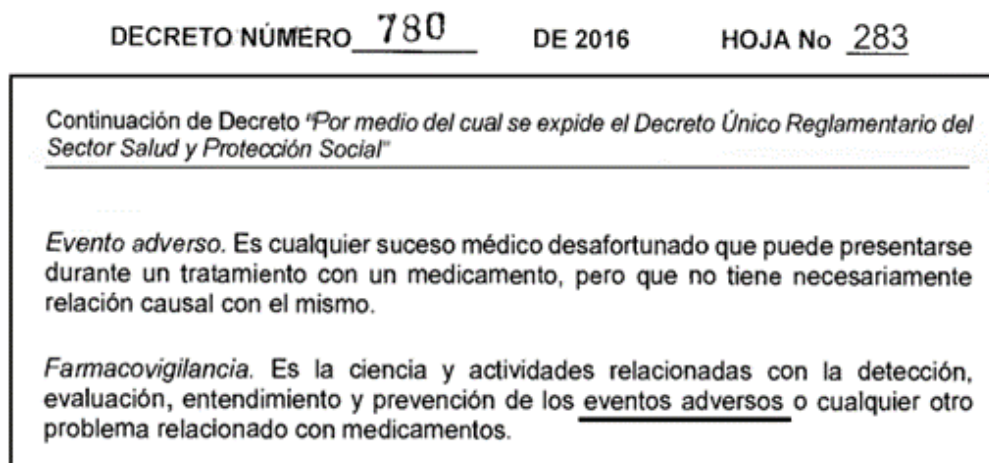 DECRETO NÚMERO 780 DE 2016 HOJA No 283
Continuación de Decreto "Por medio del cual se expide el Decreto Único Reglamentario del
Sector Salud y Protección Social"
Evento adverso. Es cualquier suceso médico desafortunado que puede presentarse
durante un tratamiento con un medicamento, pero que no tiene necesariamente
relación causal con el mismo.
Farmacovigilancia. Es la ciencia y actividades relacionadas con la detección,
evaluación, entendimiento y prevención de los eventos adversos o cualquier otro
problema relacionado con medicamentos.